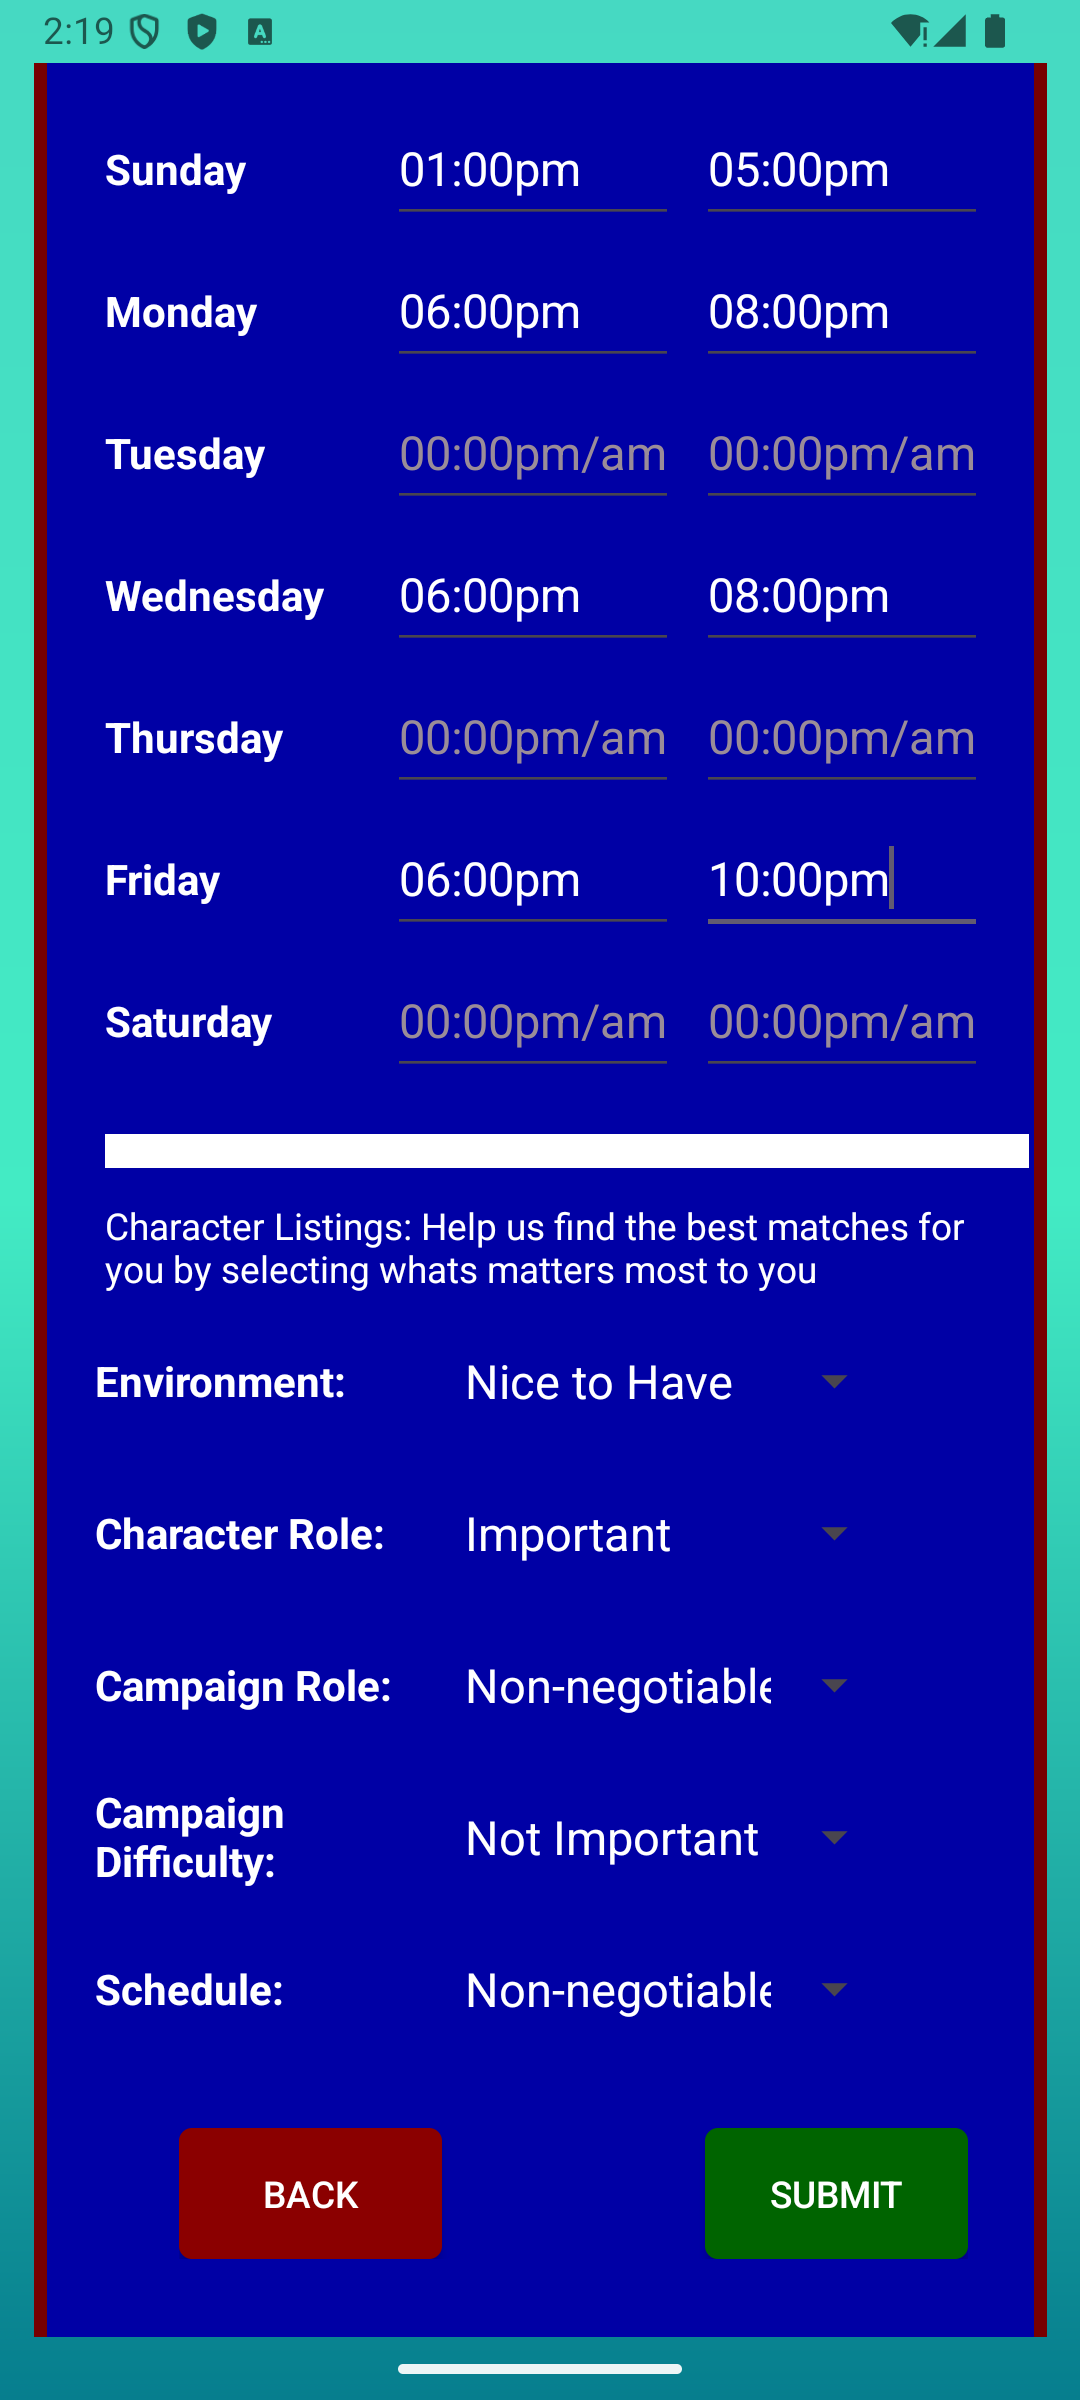 2:19
Sunday 01:00pm 05:00pm
Monday 06:00pm 08:00pm
Tuesday 00:00pm/am 00:00pm/am
Wednesday 06:00pm 08:00pm
Thursday 00:00pm/am 00:00pm/am
Friday 06:00pm 10:00pm
Saturday 00:00pm/am 00:00pm/am
Character Listings: Help us find the best matches for
you by selecting whats matters most to you
Environment: Nice to Have
Character Role: Important
Campaign Role: Non-negotiable
Campaign
Difficulty: Not Important
Schedule: Non-negotiable
BACK SUBMIT